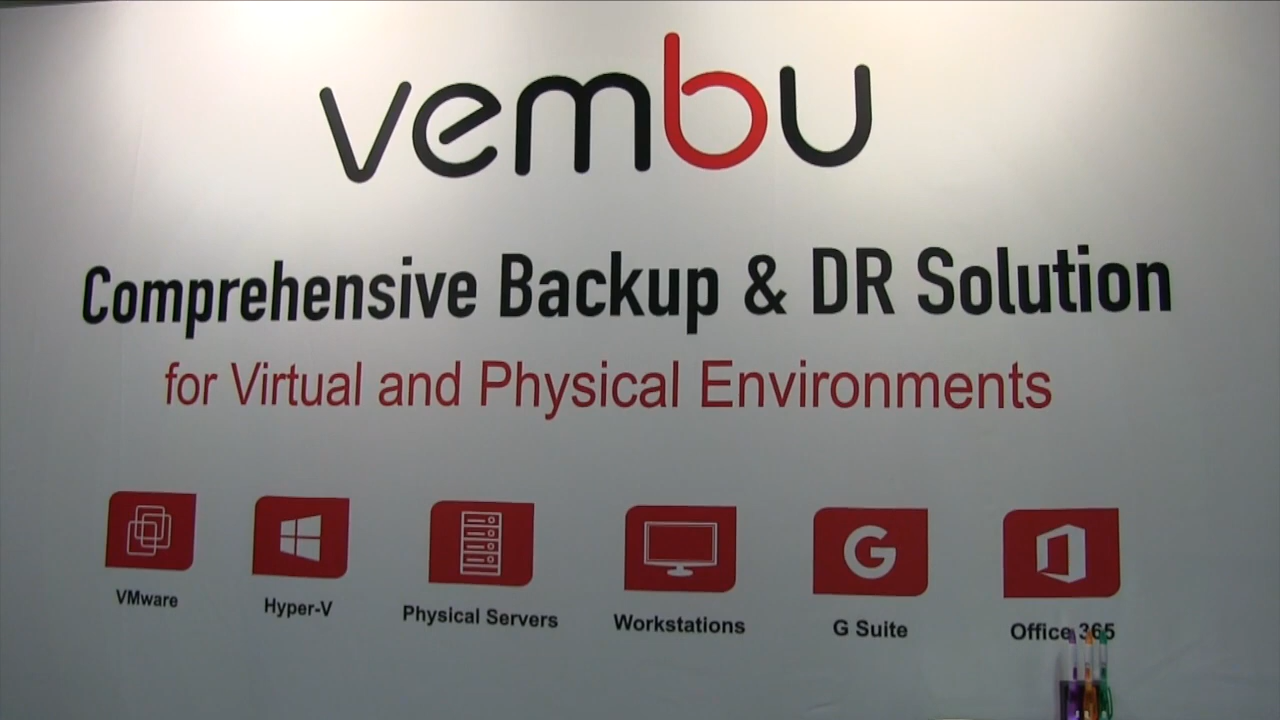 vembu
Comprehensive Backup & DR Solution
for Virtual and Physical Environments
VMware
Hyper-V
Physical Servers
Workstations
G Suite
Office 365